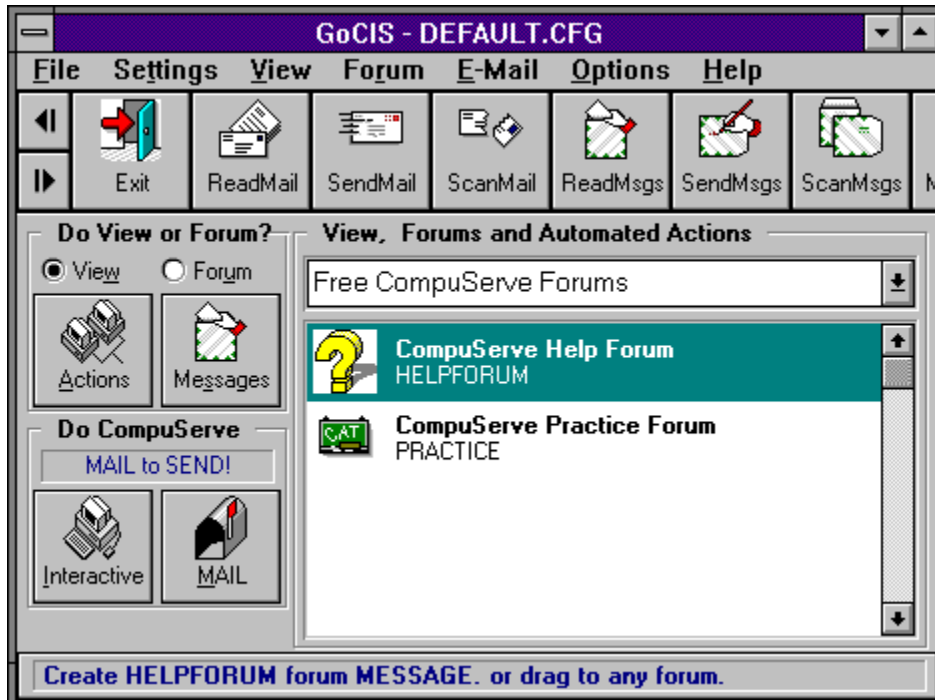 GoCIS - DEFAULT.CFG
File Settings View Forum E-Mail Options Help
Exit ReadMail SendMail ScanMail ReadMsgs SendMsgs ScanMsgs
Do View or Forum?
View Forum
Actions Messages
Do CompuServe
MAIL to SEND!
Interactive MAIL
View, Forums and Automated Actions
Free CompuServe Forums
CompuServe Help Forum
HELPFORUM
CAT
CompuServe Practice Forum
PRACTICE
Create HELPFORUM forum MESSAGE. or drag to any forum.